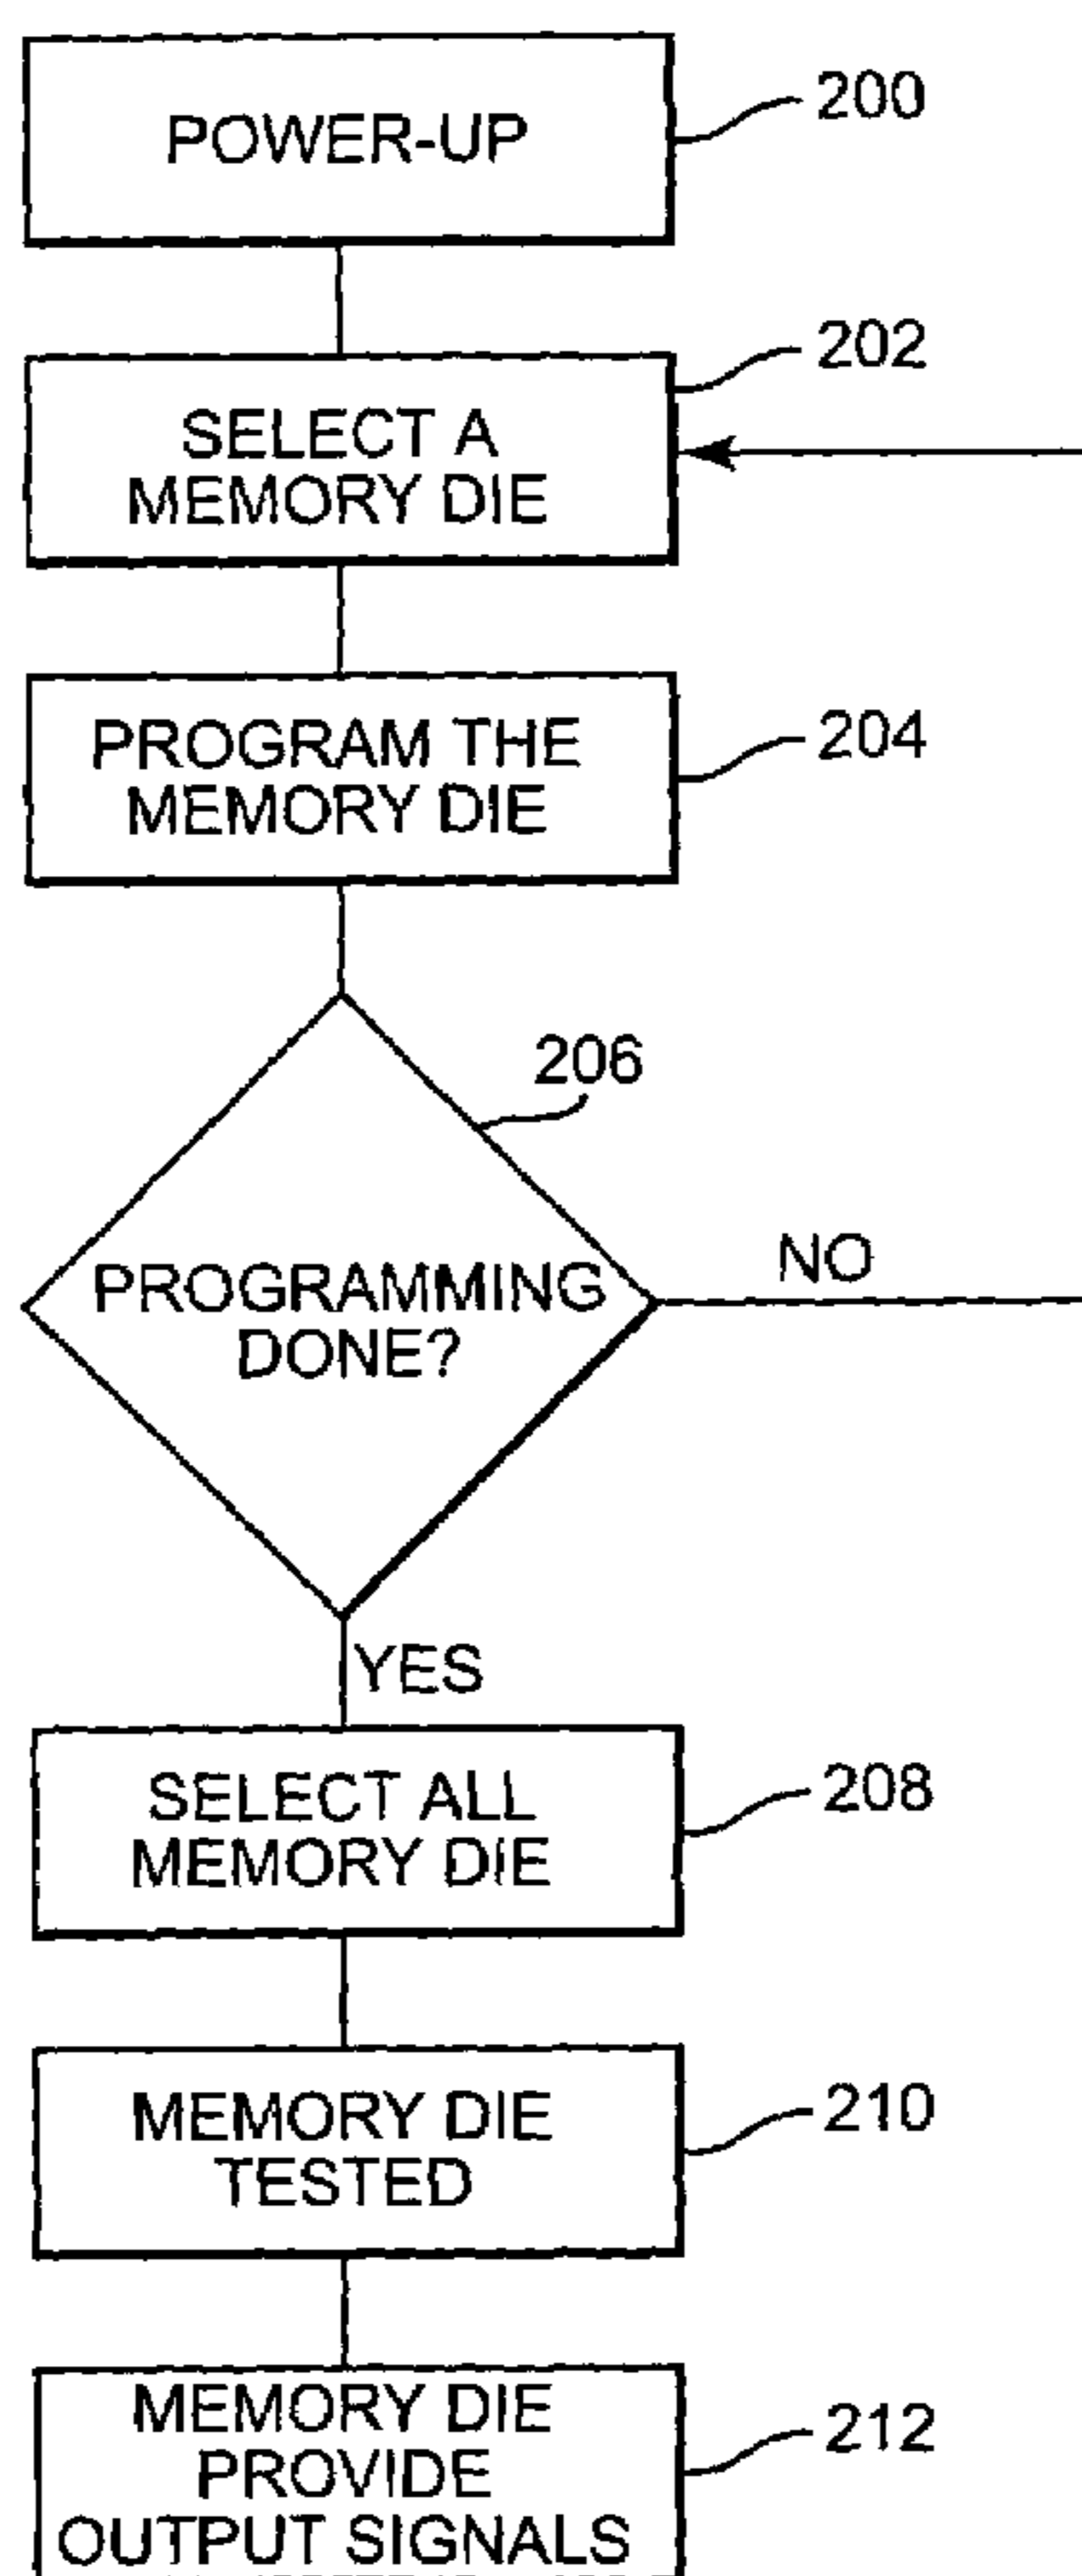 POWER-UP
200
202
SELECT A
MEMORY DIE
204
PROGRAM THE
MEMORY DIE
206
PROGRAMMING
DONE?
NO
YES
208
SELECT ALL
MEMORY DIE
210
MEMORY DIE
TESTED
212
MEMORY DIE
PROVIDE
OUTPUT SIGNALS